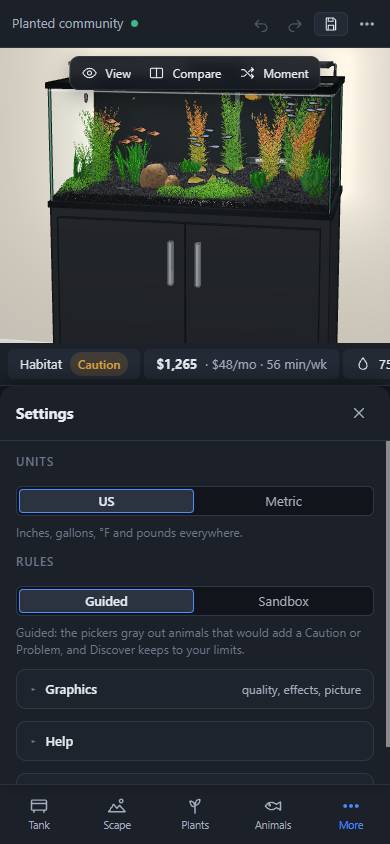 Planted community
View Compare Moment
Habitat Caution $1,265 · $48/mo · 56 min/wk 75
Settings
UNITS
US Metric
Inches, gallons, °F and pounds everywhere.
RULES
Guided Sandbox
Guided: the pickers gray out animals that would add a Caution or
Problem, and Discover keeps to your limits.
Graphics quality, effects, picture
Help
Tank Scape Plants Animals More